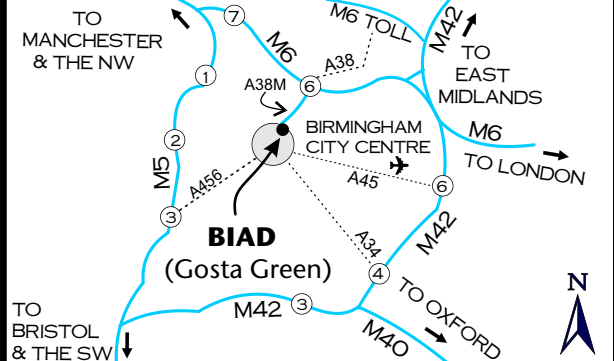 TO
MANCHESTER
& THE NW
7
M6
M6 TOLL
M42
TO
EAST
MIDLANDS
A38
1
A38M
6
2
BIRMINGHAM
CITY CENTRE
M6
TO LONDON
M5
A456
A45
6
3
BIAD
(Gosta Green)
A34
M42
4
TO
BRISTOL
& THE SW
M42
3
TO OXFORD
M40
N